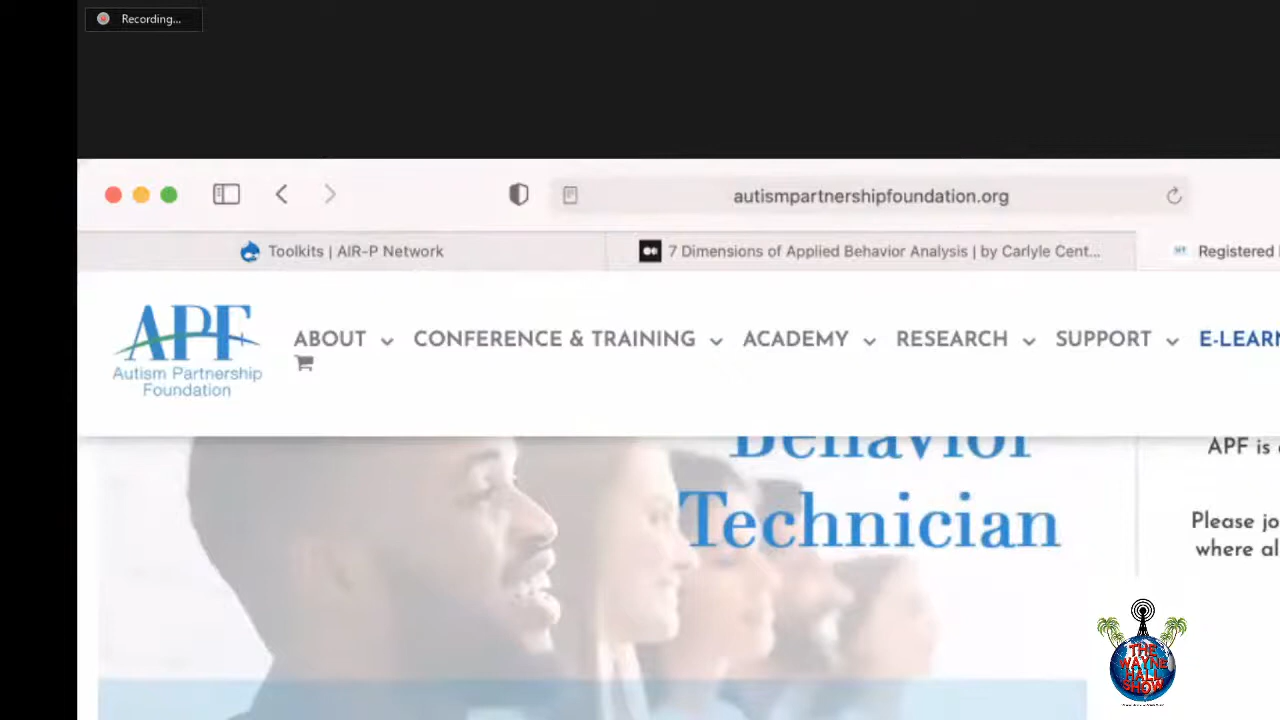 Recording...
autismpartnershipfoundation.org
Toolkits | AIR-P Network
7 Dimensions of Applied Behavior Analysis | by Carlyle Cent...
Registered
APF
Autism Partnership
Foundation
ABOUT CONFERENCE & TRAINING ACADEMY RESEARCH SUPPORT E-LEARN
Behavior
Technician
APF is
Please jo
where al
THE
WAYNE
HALL
SHOW